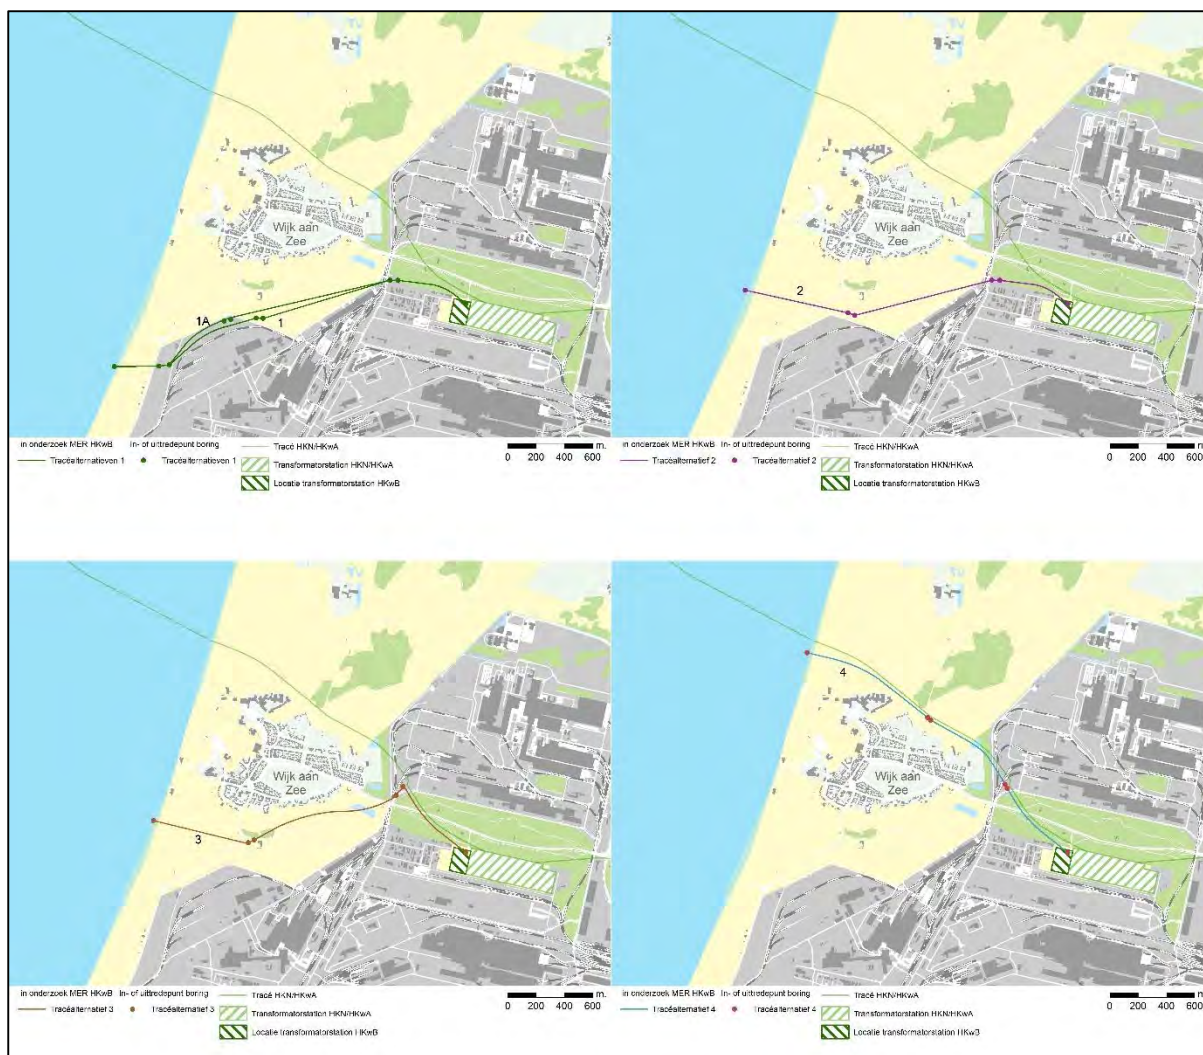 Wijk aan
Zee
1A
1
in onderzoek MER HKwB In- of uittredepunt boring Tracé HKN/HKwA m.
Tracéalternatieven 1 Tracéalternatieven 1 Transformatorstation HKN/HKwA 0 200 400 600
Locatie transformatorstation HKwB
Wijk aan
Zee
2
in onderzoek MER HKwB In- of uittredepunt boring Tracé HKN/HKwA m.
Tracéalternatief 2 Tracéalternatief 2 Transformatorstation HKN/HKwA 0 200 400 600
Locatie transformatorstation HKwB
Wijk aan
Zee
3
in onderzoek MER HKwB In- of uittredepunt boring Tracé HKN/HKwA m.
Tracéalternatief 3 Tracéalternatief 3 Transformatorstation HKN/HKwA 0 200 400 600
Locatie transformatorstation HKwB
4
Wijk aan
Zee
in onderzoek MER HKwB In- of uittredepunt boring Tracé HKN/HKwA m.
Tracéalternatief 4 Tracéalternatief 4 Transformatorstation HKN/HKwA 0 200 400 600
Locatie transformatorstation HKwB